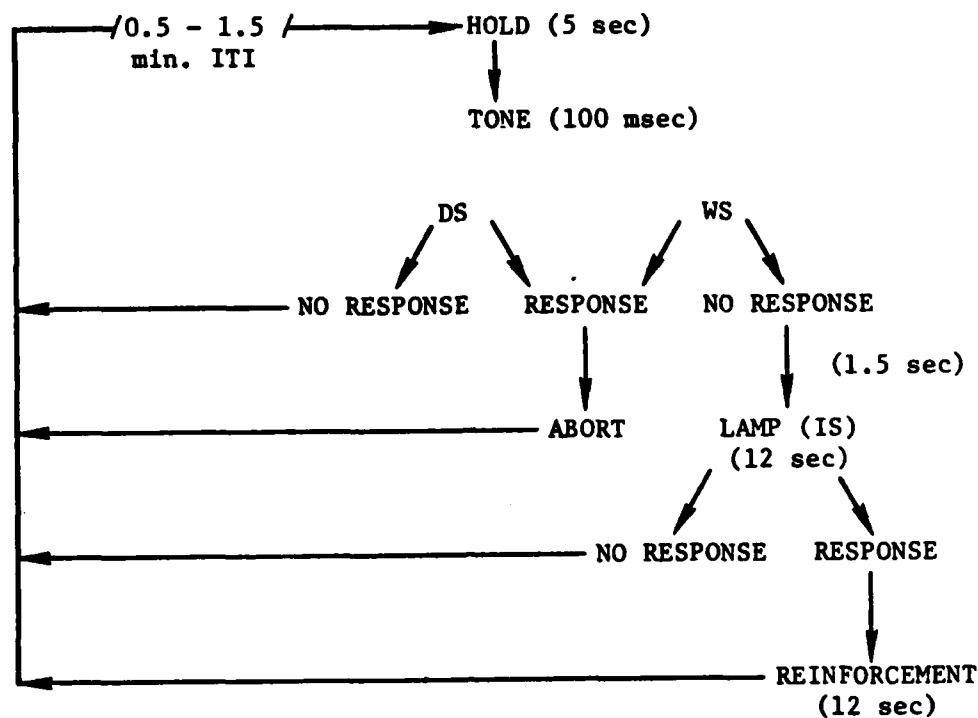 /0.5 - 1.5 /
min. ITI
HOLD (5 sec)
TONE (100 msec)
DS
WS
NO RESPONSE
RESPONSE
NO RESPONSE
(1.5 sec)
ABORT
LAMP (IS)
(12 sec)
NO RESPONSE
RESPONSE
REINFORCEMENT
(12 sec)